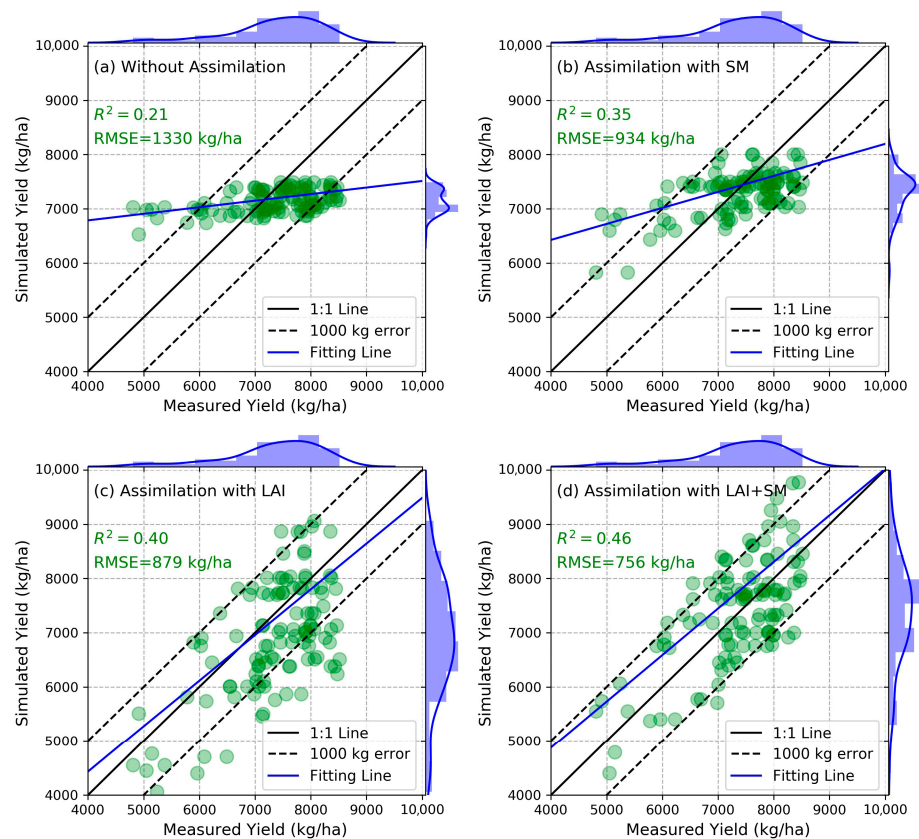 10,000
9000
8000
7000
6000
5000
4000
Simulated Yield (kg/ha)
(a) Without Assimilation
R² = 0.21
RMSE=1330 kg/ha
1:1 Line
1000 kg error
Fitting Line
4000 5000 6000 7000 8000 9000 10,000
Measured Yield (kg/ha)
10,000
9000
8000
7000
6000
5000
4000
Simulated Yield (kg/ha)
(b) Assimilation with SM
R² = 0.35
RMSE=934 kg/ha
1:1 Line
1000 kg error
Fitting Line
4000 5000 6000 7000 8000 9000 10,000
Measured Yield (kg/ha)
10,000
9000
8000
7000
6000
5000
4000
Simulated Yield (kg/ha)
(c) Assimilation with LAI
R² = 0.40
RMSE=879 kg/ha
1:1 Line
1000 kg error
Fitting Line
4000 5000 6000 7000 8000 9000 10,000
Measured Yield (kg/ha)
10,000
9000
8000
7000
6000
5000
4000
Simulated Yield (kg/ha)
(d) Assimilation with LAI+SM
R² = 0.46
RMSE=756 kg/ha
1:1 Line
1000 kg error
Fitting Line
4000 5000 6000 7000 8000 9000 10,000
Measured Yield (kg/ha)